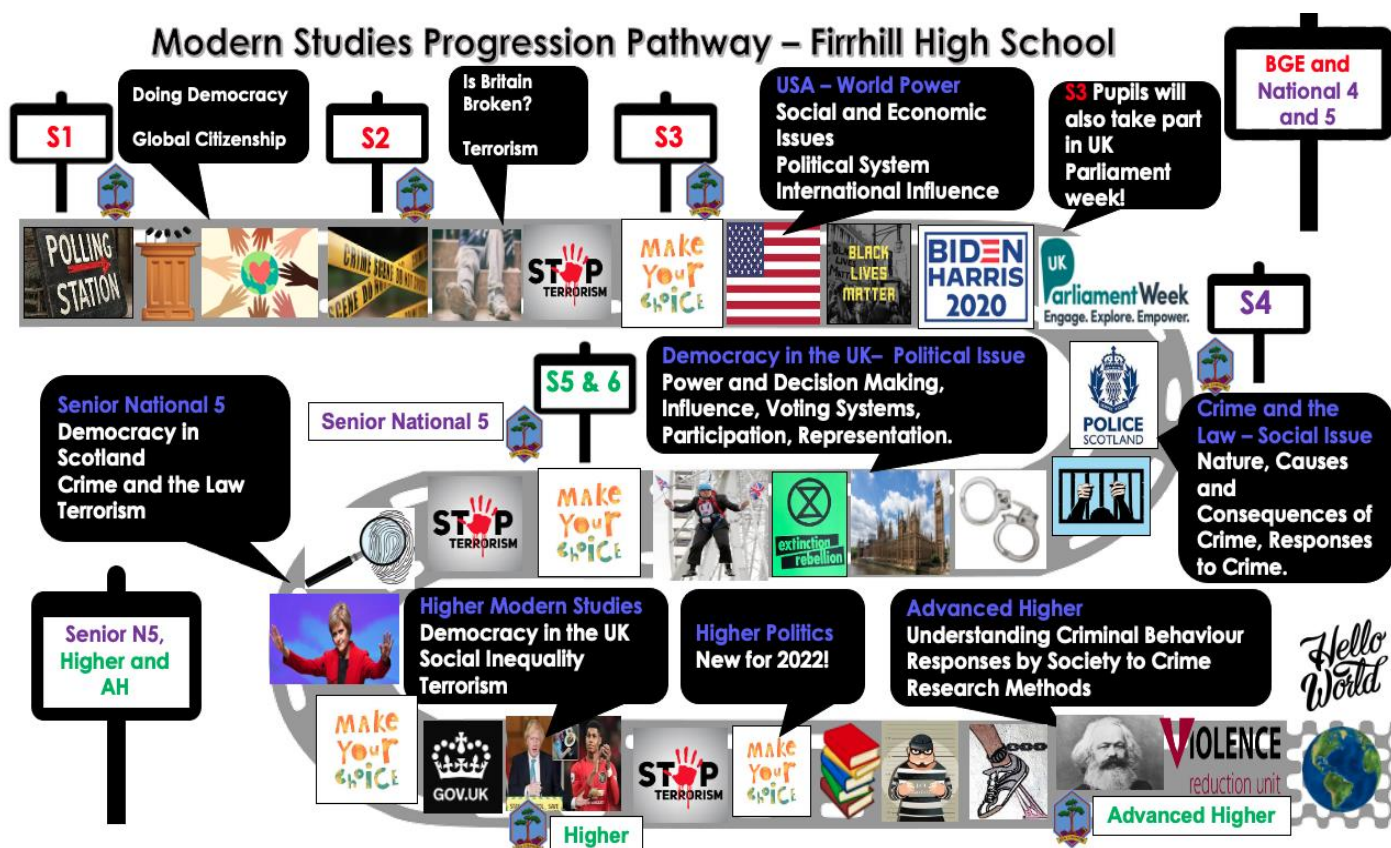 Modern Studies Progression Pathway – Firrhill High School
S1
Doing Democracy
Global Citizenship
S2
Is Britain
Broken?
Terrorism
S3
USA – World Power
Social and Economic
Issues
Political System
International Influence
S3 Pupils will
also take part
in UK
Parliament
week!
BGE and
National 4
and 5
POLLING
STATION
CRIME SCENE DO NOT
SCENE DO NOT
STOP
TERRORISM
MAKE
YOUR
CHOICE
BLACK
LIVES
MATTER
BIDEN
HARRIS
2020
UK
Parliament Week
Engage. Explore. Empower.
S4
Senior National 5
Democracy in
Scotland
Crime and the Law
Terrorism
Senior National 5
S5 & 6
Democracy in the UK– Political Issue
Power and Decision Making,
Influence, Voting Systems,
Participation, Representation.
POLICE
SCOTLAND
Crime and the
Law – Social Issue
Nature, Causes
and
Consequences of
Crime, Responses
to Crime.
STOP
TERRORISM
MAKE
YOUR
CHOICE
extinction
rebellion
Senior N5,
Higher and
AH
Higher Modern Studies
Democracy in the UK
Social Inequality
Terrorism
Higher Politics
New for 2022!
Advanced Higher
Understanding Criminal Behaviour
Responses by Society to Crime
Research Methods
Hello
World
MAKE
YOUR
CHOICE
GOV.UK
STOP
TERRORISM
MAKE
YOUR
CHOICE
VIOLENCE
reduction unit
Higher
Advanced Higher